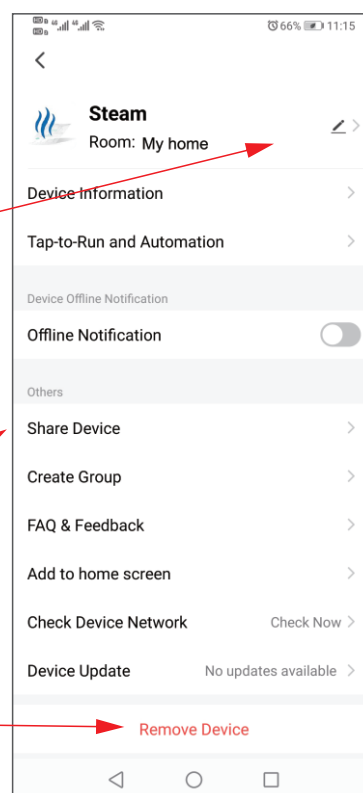 66% 11:15
Steam
Room: My home
Device Information
Tap-to-Run and Automation
Device Offline Notification
Offline Notification
Others
Share Device
Create Group
FAQ & Feedback
Add to home screen
Check Device Network Check Now
Device Update No updates available
Remove Device